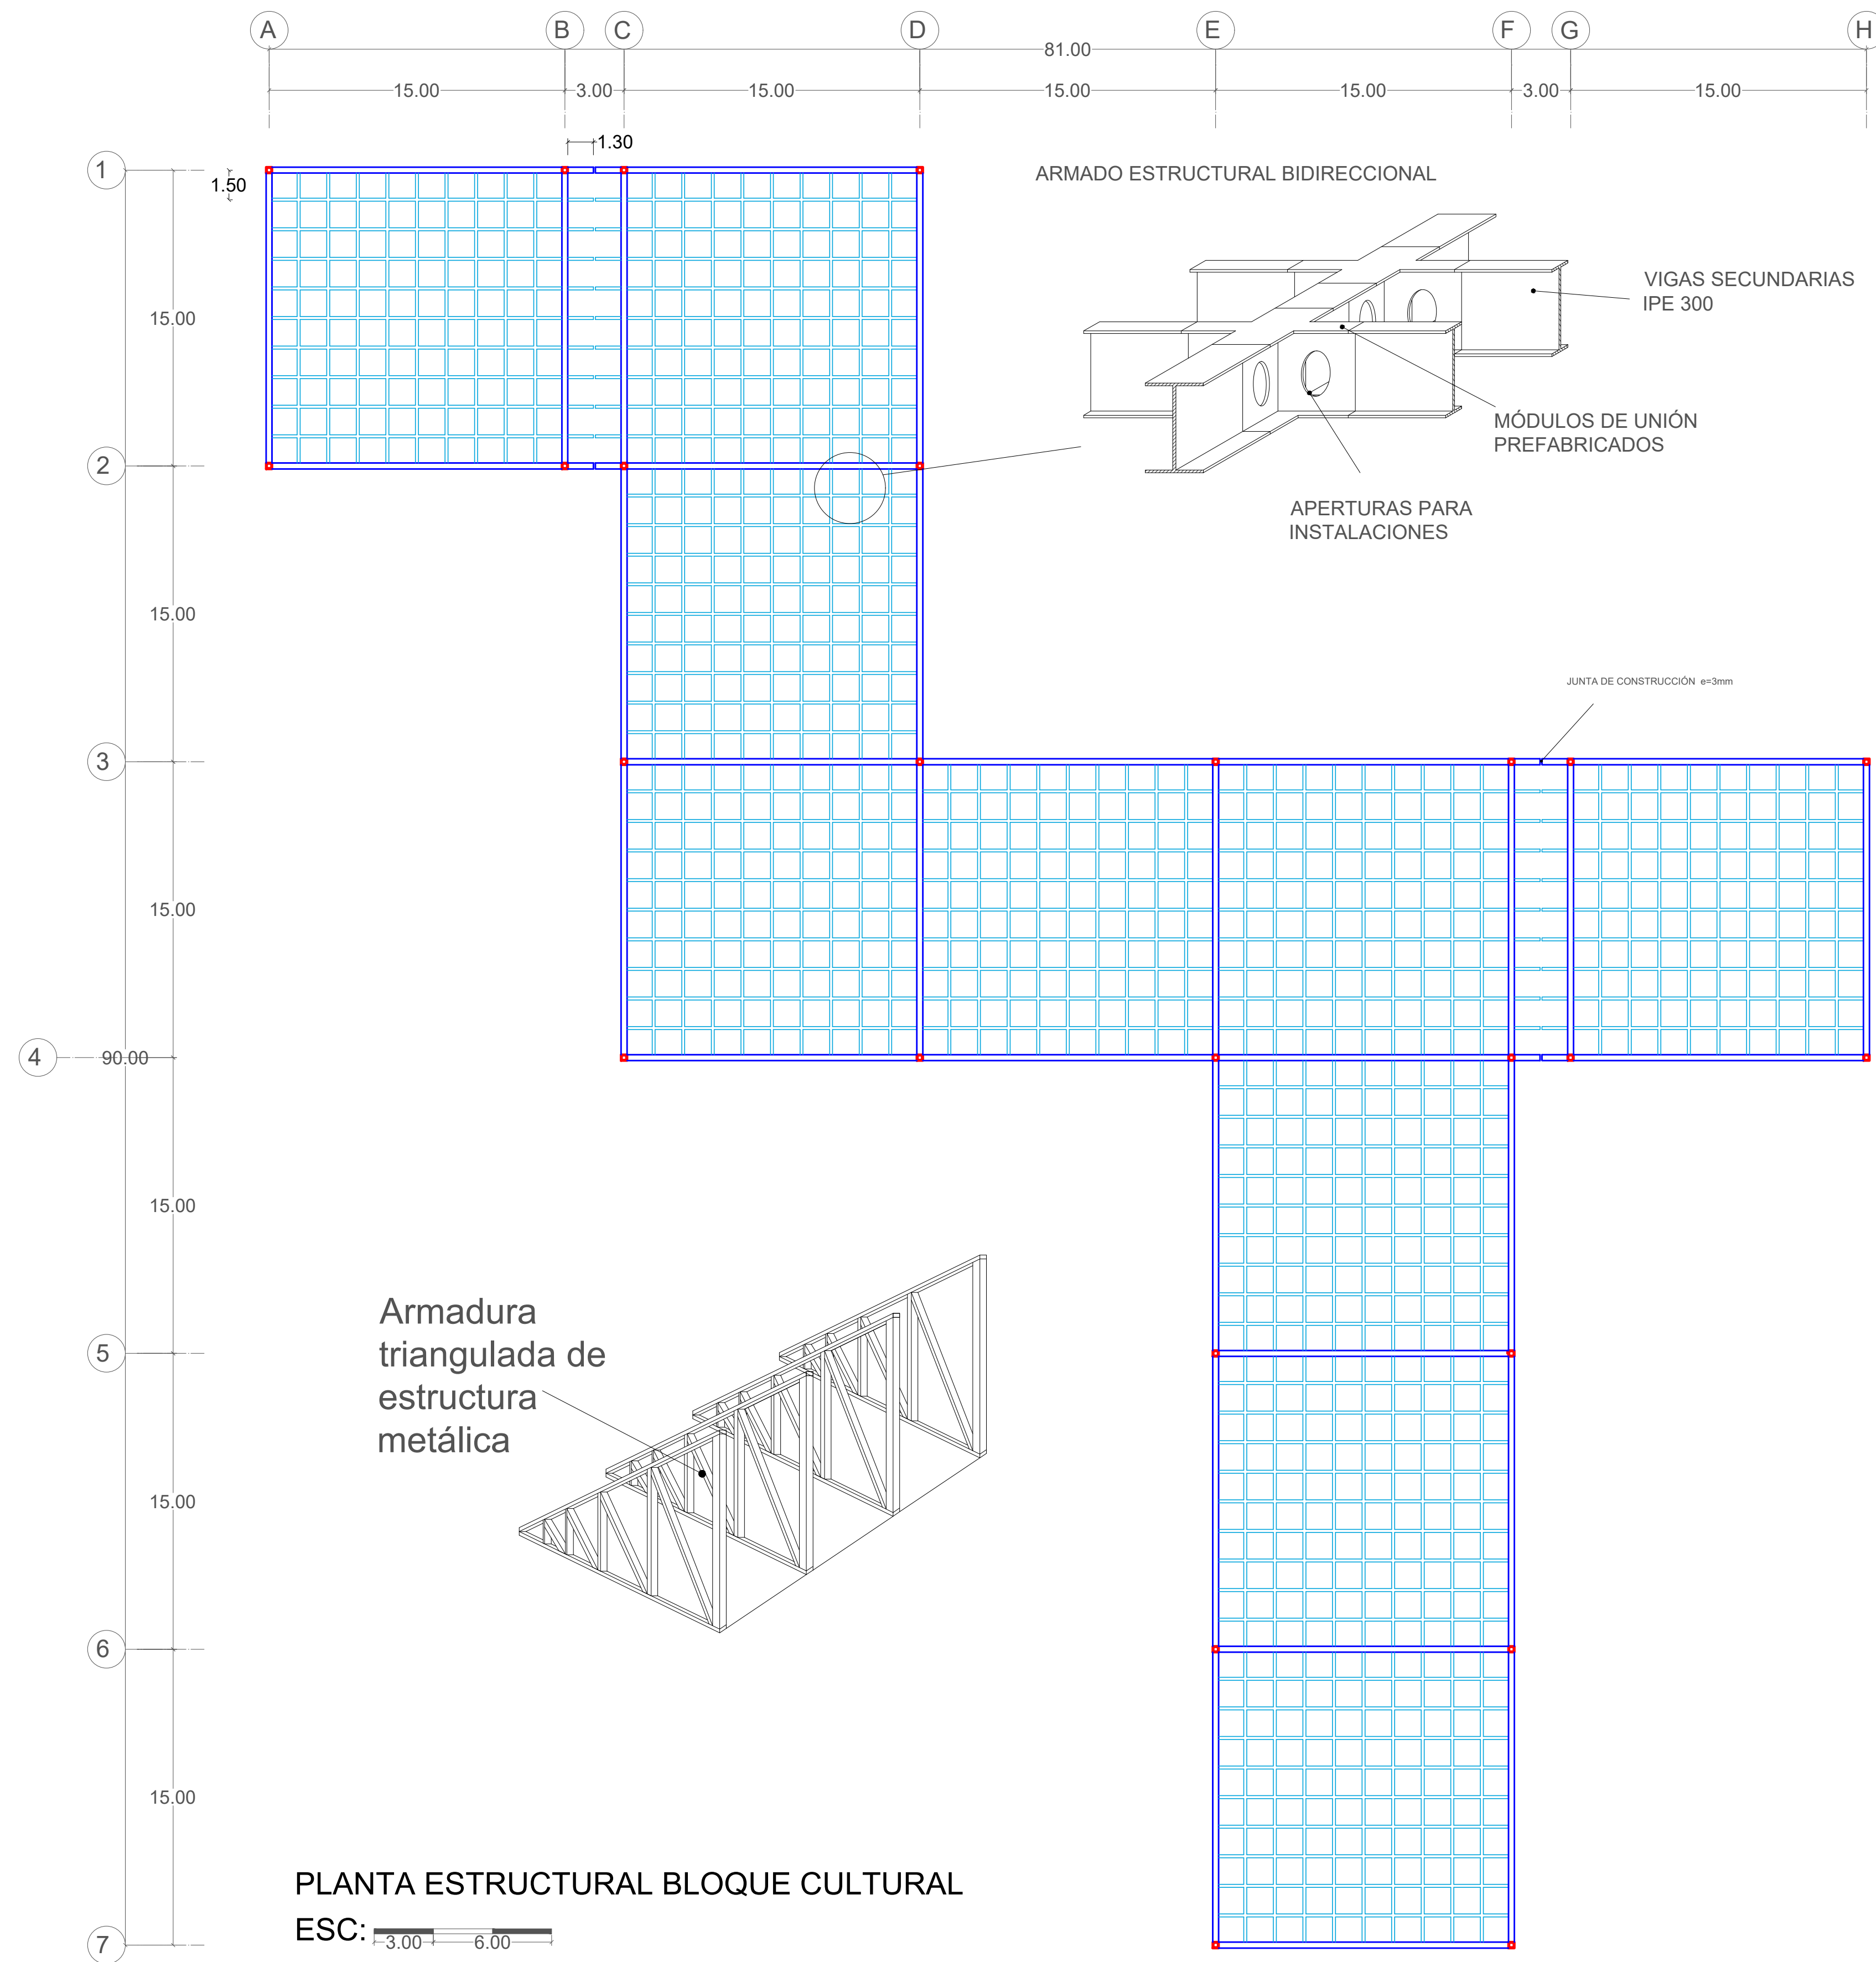 A B C D E F G H
81.00
15.00 3.00 15.00 15.00 15.00 3.00 15.00
1.30
1
1.50
ARMADO ESTRUCTURAL BIDIRECCIONAL
VIGAS SECUNDARIAS
IPE 300
15.00
MÓDULOS DE UNIÓN
PREFABRICADOS
2
APERTURAS PARA
INSTALACIONES
15.00
JUNTA DE CONSTRUCCIÓN e=3mm
3
15.00
4
90.00
15.00
Armadura
triangulada de
estructura
metálica
5
15.00
6
15.00
PLANTA ESTRUCTURAL BLOQUE CULTURAL
ESC:
3.00 6.00
7